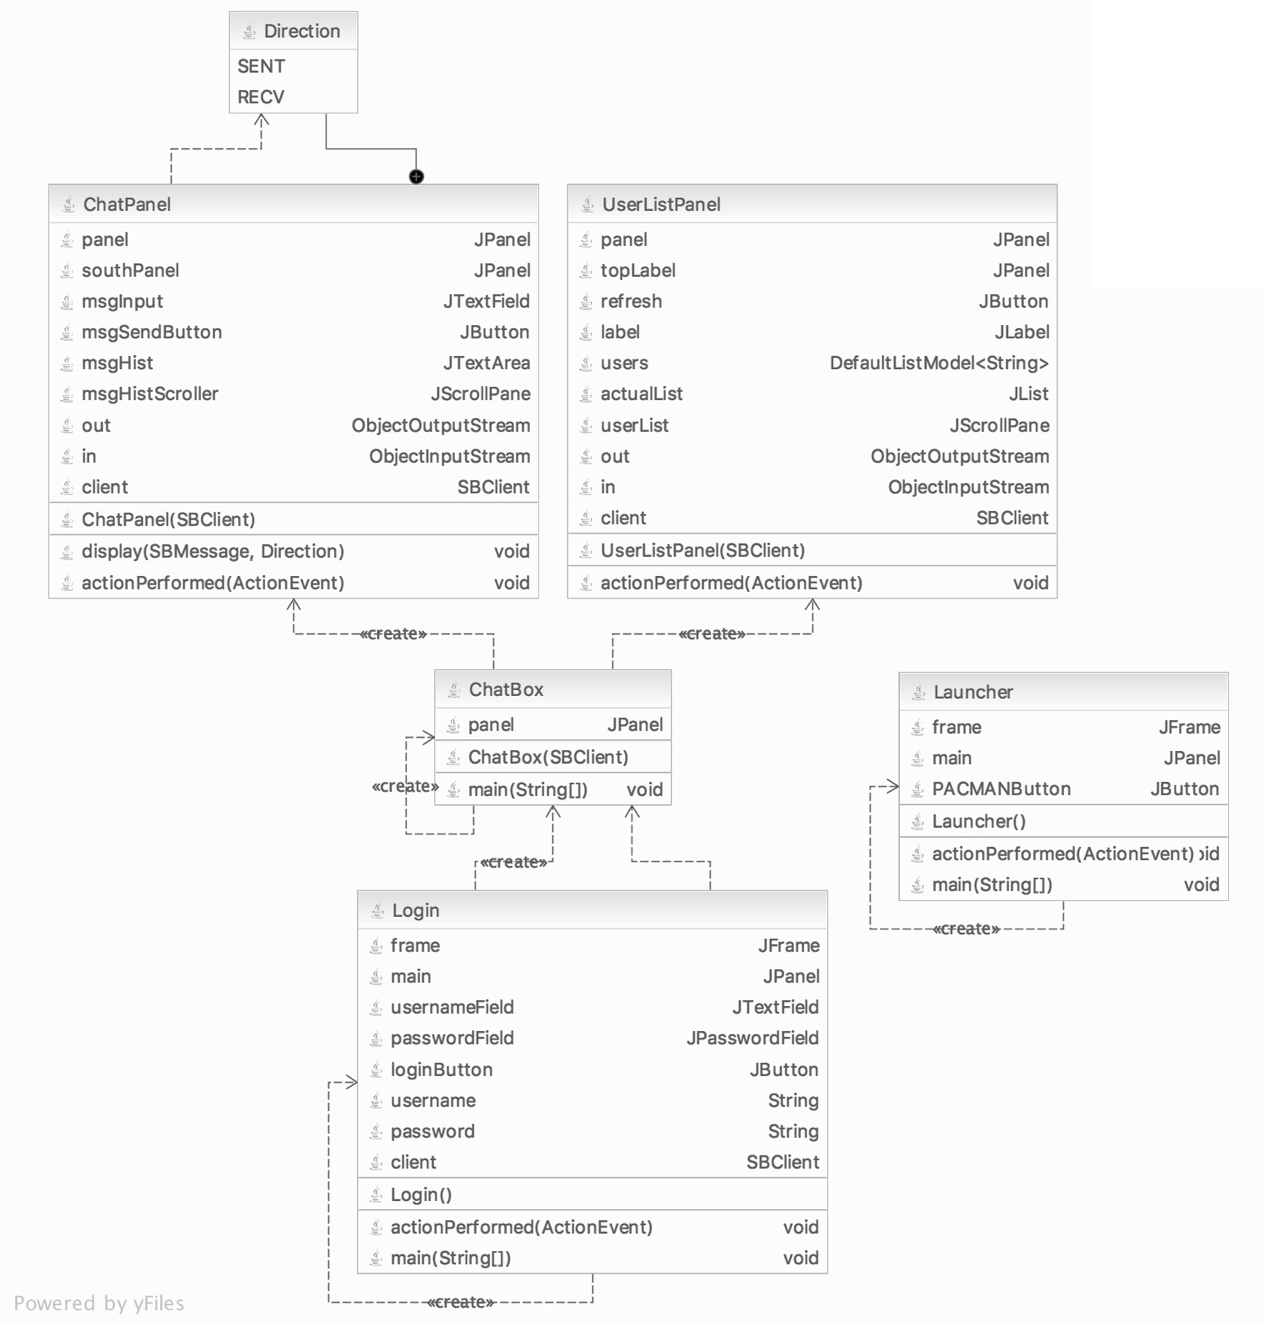 Direction
SENT
RECV
ChatPanel
panel JPanel
southPanel JPanel
msgInput JTextField
msgSendButton JButton
msgHist JTextArea
msgHistScroller JScrollPane
out ObjectOutputStream
in ObjectInputStream
client SBClient
ChatPanel(SBClient)
display(SBMessage, Direction) void
actionPerformed(ActionEvent) void
UserListPanel
panel JPanel
topLabel JPanel
refresh JButton
label JLabel
users DefaultListModel<String>
actualList JList
userList JScrollPane
out ObjectOutputStream
in ObjectInputStream
client SBClient
UserListPanel(SBClient)
actionPerformed(ActionEvent) void
«create»
«create»
ChatBox
panel JPanel
ChatBox(SBClient)
main(String[]) void
«create»
Launcher
frame JFrame
main JPanel
PACMANButton JButton
Launcher()
actionPerformed(ActionEvent) oid
main(String[]) void
«create»
«create»
Login
frame JFrame
main JPanel
usernameField JTextField
passwordField JPasswordField
loginButton JButton
username String
password String
client SBClient
Login()
actionPerformed(ActionEvent) void
main(String[]) void
«create»
Powered by yFiles